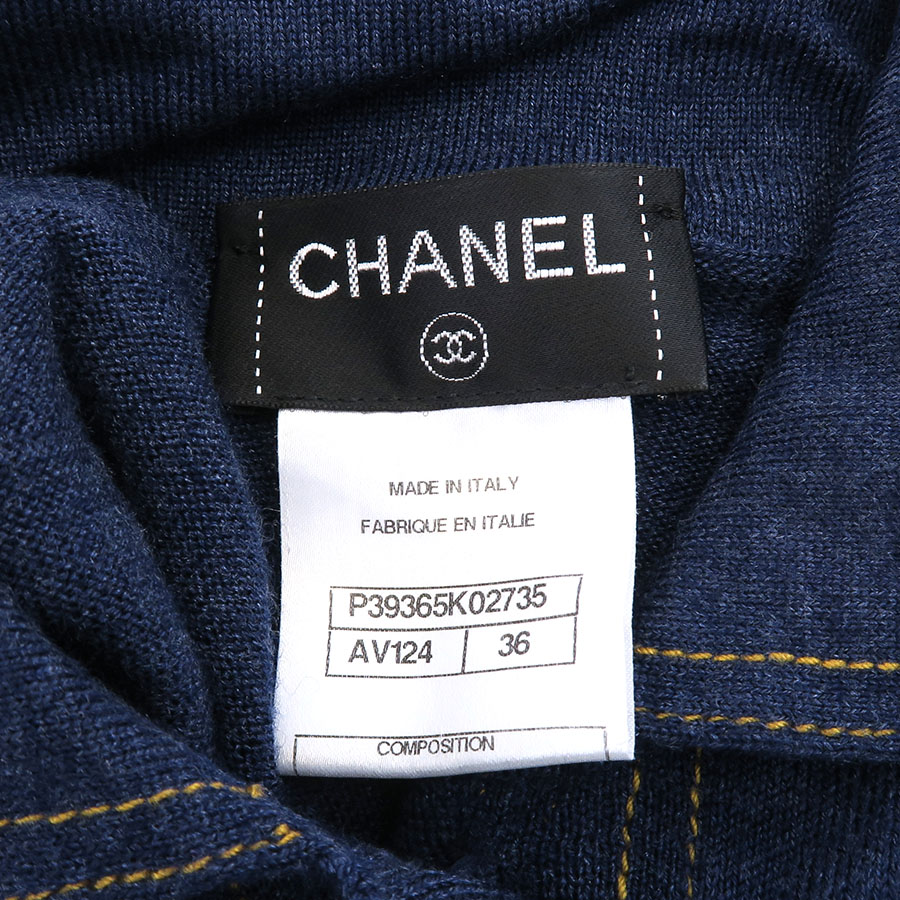 CHANEL
MADE IN ITALY
FABRIQUE EN ITALIE
P39365K02735
AV124 36
COMPOSITION